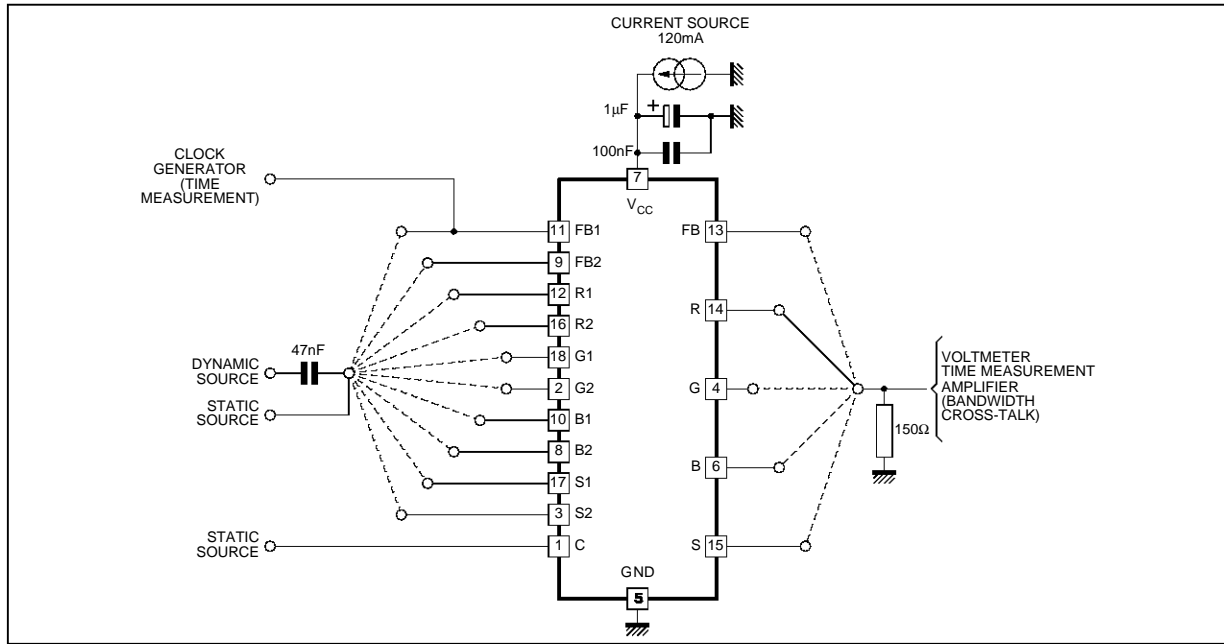 CURRENT SOURCE
120mA
1µF
+
100nF
7
VCC
CLOCK
GENERATOR
(TIME
MEASUREMENT)
11 FB1
9 FB2
12 R1
16 R2
18 G1
2 G2
10 B1
8 B2
17 S1
3 S2
1 C
47nF
DYNAMIC
SOURCE
STATIC
SOURCE
STATIC
SOURCE
FB 13
R 14
G 4
B 6
S 15
GND
5
150Ω
VOLTMETER
TIME MEASUREMENT
AMPLIFIER
(BANDWIDTH
CROSS-TALK)